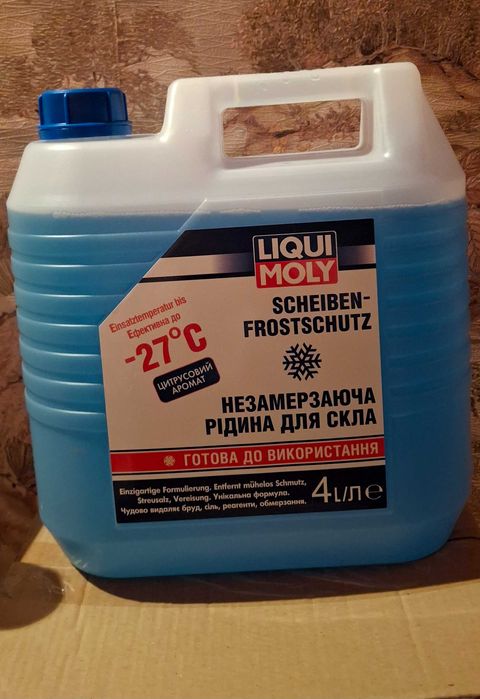 LIQUI
MOLY
SCHEIBEN-
FROSTSCHUTZ
Einsatztemperatur bis
Ефективна до
-27°C
ЦИТРУСОВИЙ
АРОМАТ
НЕЗАМЕРЗАЮЧА
РІДИНА ДЛЯ СКЛА
ГОТОВА ДО ВИКОРИСТАННЯ
Einzigartige Formulierung. Entfernt mühelos Schmutz,
Streusalz, Vereisung. Унікальна формула.
Чудово видаляє бруд, сіль, реагенти, обмерзання.
4L/Л℮